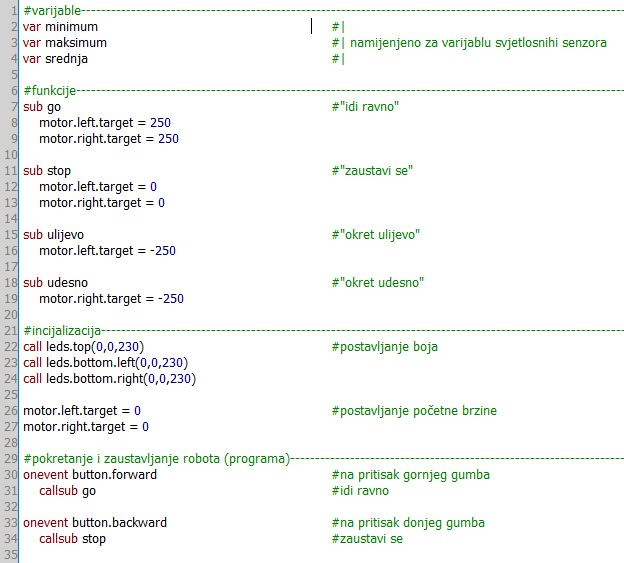 1 #varijable--------------------------------------------------------------------
2 var minimum #|
3 var maksimum #| namijenjeno za varijablu svjetlosnihi senzora
4 var srednja #|
5
6 #funkcije---------------------------------------------------------------------
7 sub go #"idi ravno"
8 motor.left.target = 250
9 motor.right.target = 250
10
11 sub stop #"zaustavi se"
12 motor.left.target = 0
13 motor.right.target = 0
14
15 sub ulijevo #"okret ulijevo"
16 motor.left.target = -250
17
18 sub udesno #"okret udesno"
19 motor.right.target = -250
20
21 #incijalizacija---------------------------------------------------------------
22 call leds.top(0,0,230) #postavljanje boja
23 call leds.bottom.left(0,0,230)
24 call leds.bottom.right(0,0,230)
25
26 motor.left.target = 0 #postavljanje početne brzine
27 motor.right.target = 0
28
29 #pokretanje i zaustavljanje robota (programa)---------------------------------
30 onevent button.forward #na pritisak gornjeg gumba
31 callsub go #idi ravno
32
33 onevent button.backward #na pritisak donjeg gumba
34 callsub stop #zaustavi se
35